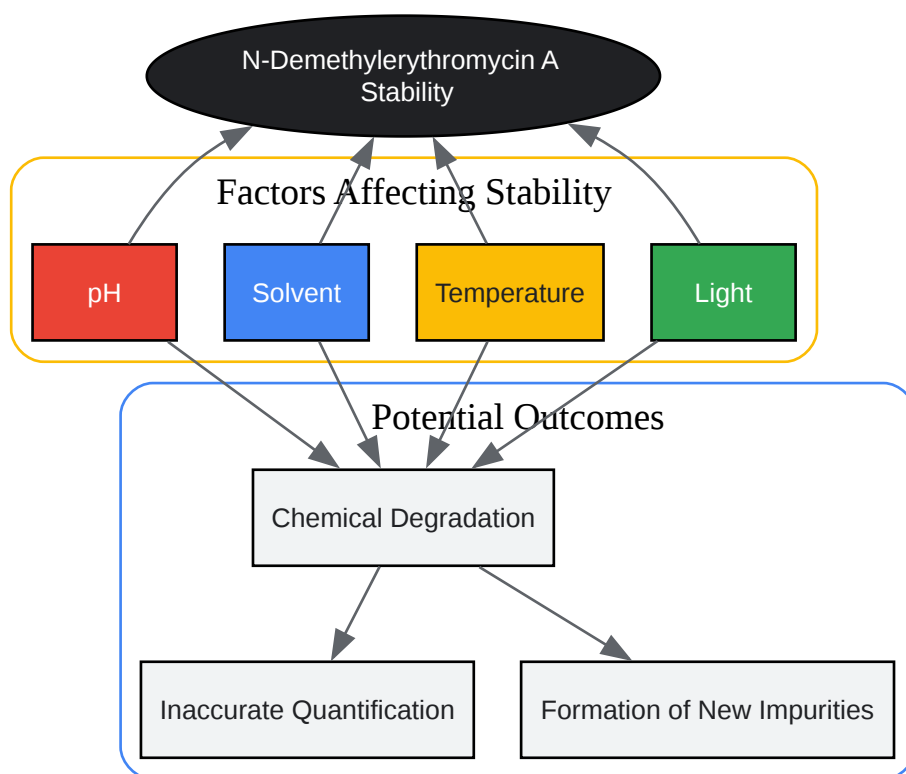 N-Demethylerythromycin A
Stability
Factors Affecting Stability
pH
Solvent
Temperature
Light
Potential Outcomes
Chemical Degradation
Inaccurate Quantification
Formation of New Impurities